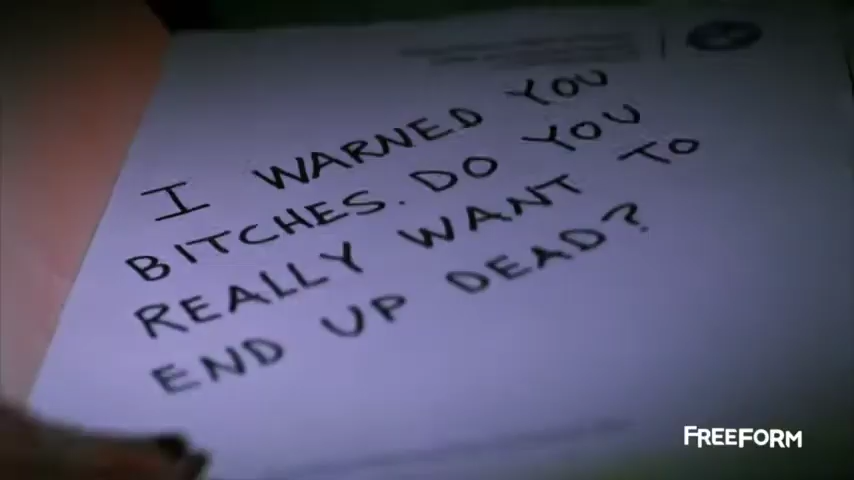 I WARNED YOU
BITCHES. DO YOU
REALLY WANT TO
END UP DEAD?
FREEFORM